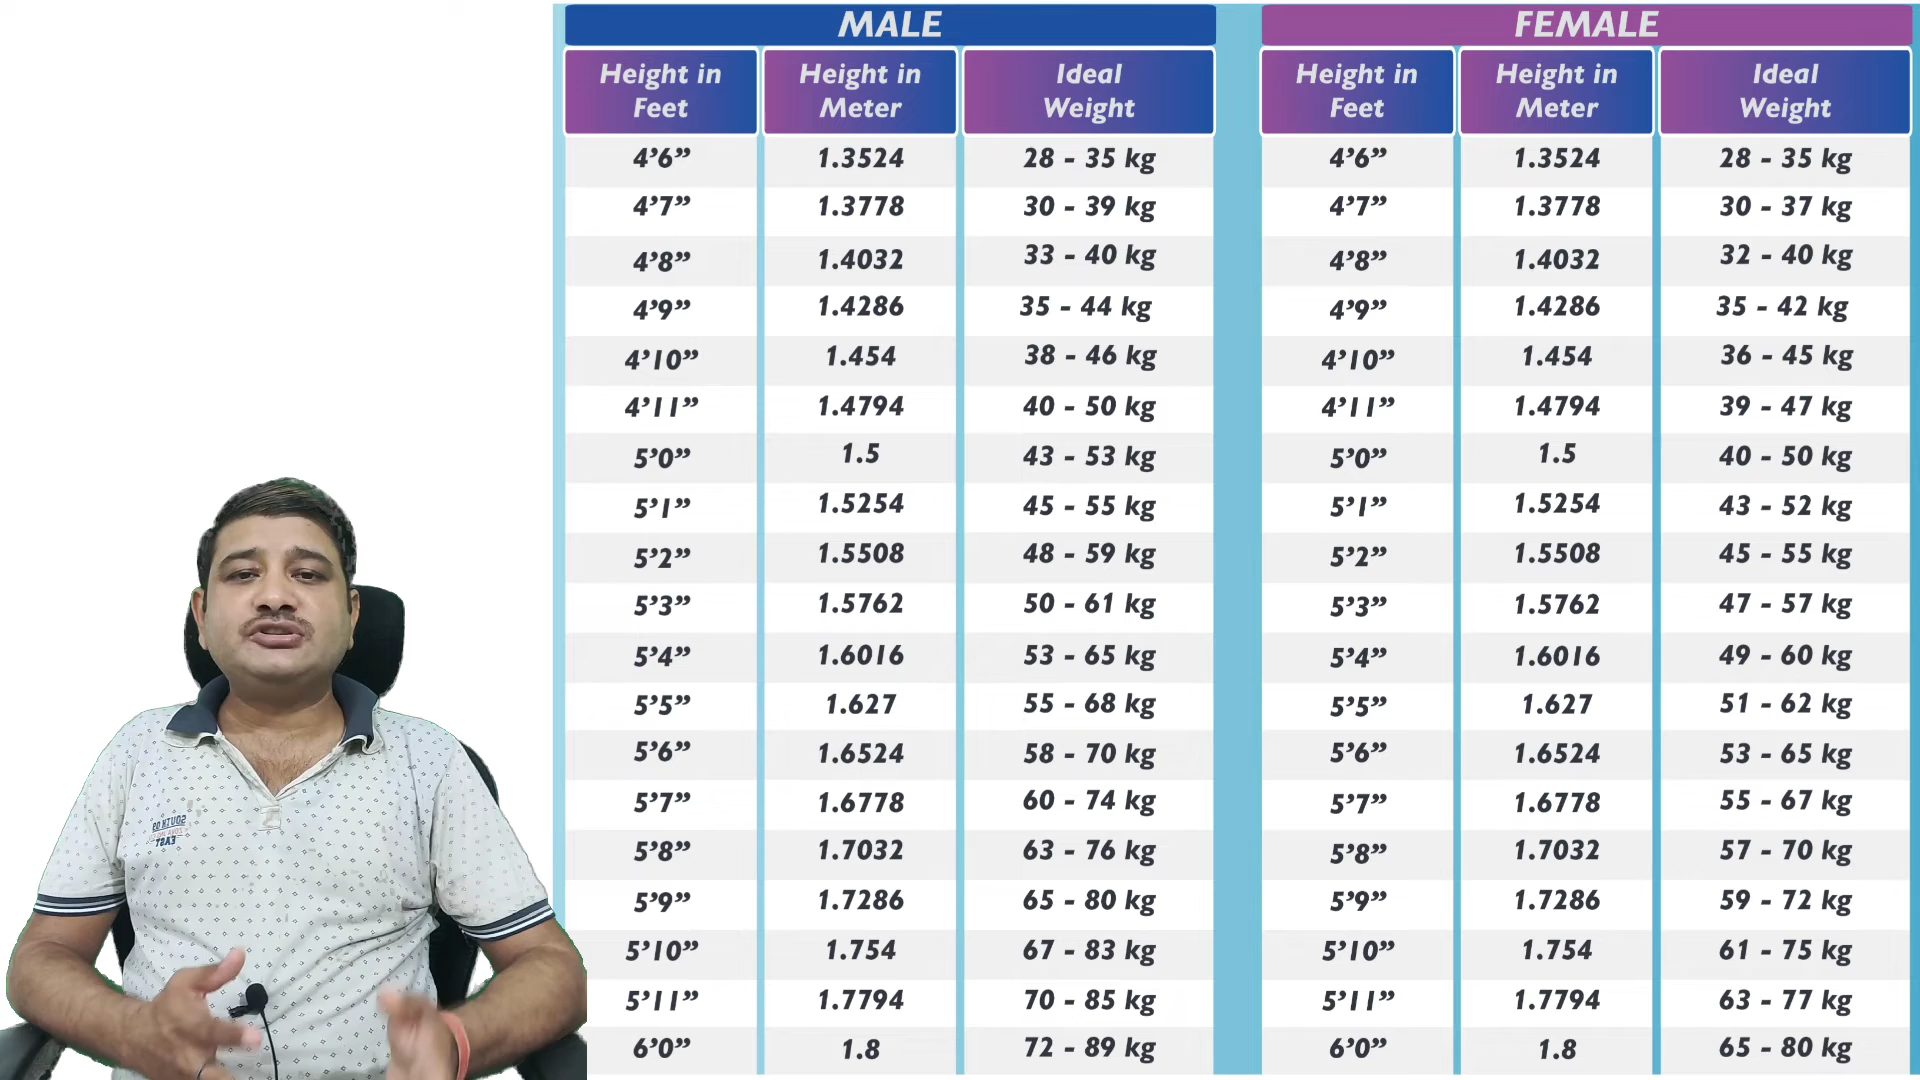 MALE
Height in Feet Height in Meter Ideal Weight
4’6” 1.3524 28 - 35 kg
4’7” 1.3778 30 - 39 kg
4’8” 1.4032 33 - 40 kg
4’9” 1.4286 35 - 44 kg
4’10” 1.454 38 - 46 kg
4’11” 1.4794 40 - 50 kg
5’0” 1.5 43 - 53 kg
5’1” 1.5254 45 - 55 kg
5’2” 1.5508 48 - 59 kg
5’3” 1.5762 50 - 61 kg
5’4” 1.6016 53 - 65 kg
5’5” 1.627 55 - 68 kg
5’6” 1.6524 58 - 70 kg
5’7” 1.6778 60 - 74 kg
5’8” 1.7032 63 - 76 kg
5’9” 1.7286 65 - 80 kg
5’10” 1.754 67 - 83 kg
5’11” 1.7794 70 - 85 kg
6’0” 1.8 72 - 89 kg
FEMALE
Height in Feet Height in Meter Ideal Weight
4’6” 1.3524 28 - 35 kg
4’7” 1.3778 30 - 37 kg
4’8” 1.4032 32 - 40 kg
4’9” 1.4286 35 - 42 kg
4’10” 1.454 36 - 45 kg
4’11” 1.4794 39 - 47 kg
5’0” 1.5 40 - 50 kg
5’1” 1.5254 43 - 52 kg
5’2” 1.5508 45 - 55 kg
5’3” 1.5762 47 - 57 kg
5’4” 1.6016 49 - 60 kg
5’5” 1.627 51 - 62 kg
5’6” 1.6524 53 - 65 kg
5’7” 1.6778 55 - 67 kg
5’8” 1.7032 57 - 70 kg
5’9” 1.7286 59 - 72 kg
5’10” 1.754 61 - 75 kg
5’11” 1.7794 63 - 77 kg
6’0” 1.8 65 - 80 kg
SOUTH 09
EAST